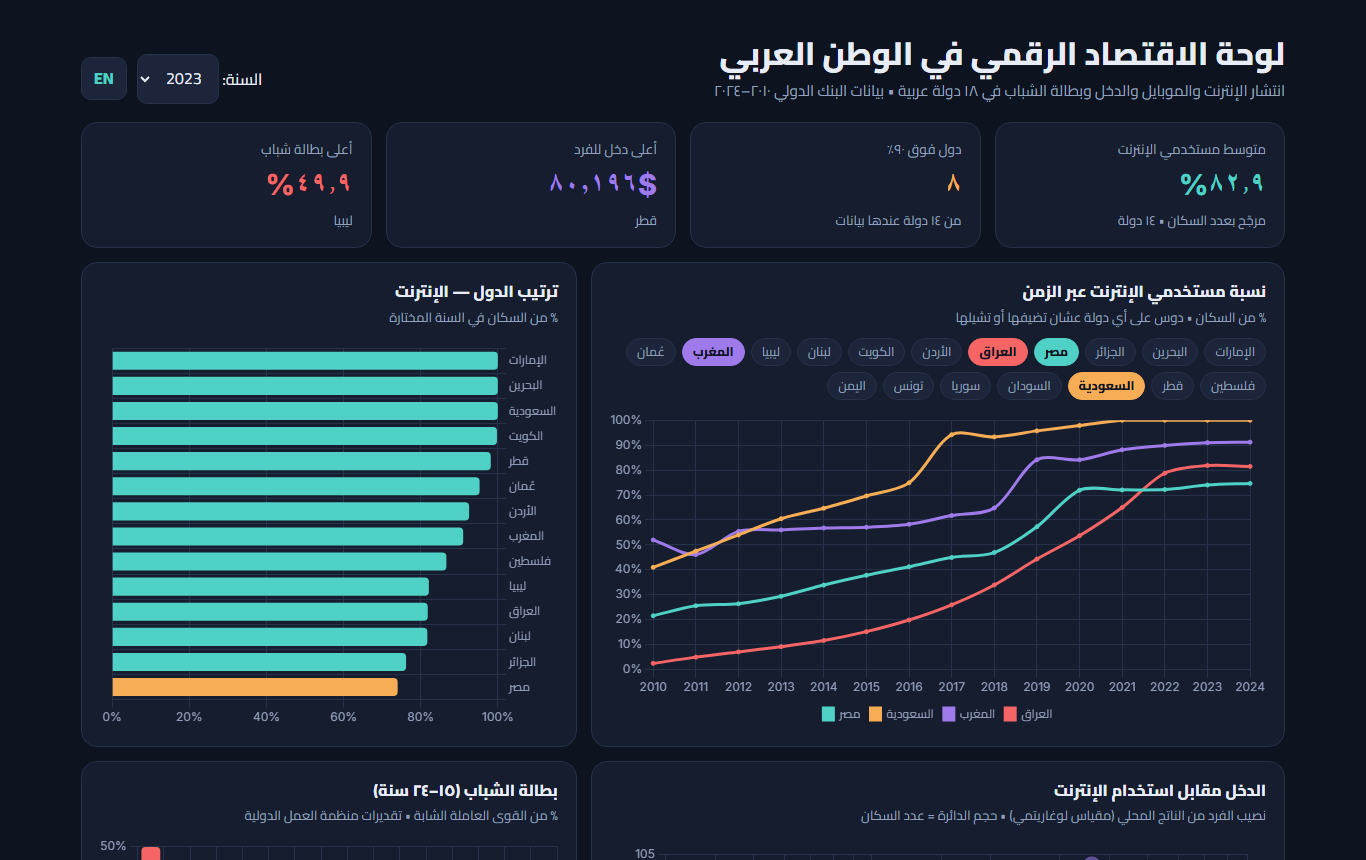 لوحة الاقتصاد الرقمي في الوطن العربي
انتشار الإنترنت والموبايل والدخل وبطالة الشباب في ١٨ دولة عربية • بيانات البنك الدولي ٢٠١٠–٢٠٢٤
السنة: 2023
EN
متوسط مستخدمي الإنترنت
%٨٢٫٩
مرجّح بعدد السكان • ١٤ دولة
دول فوق ٩٠٪
٨
من ١٤ دولة عندها بيانات
أعلى دخل للفرد
$٨٠٬١٩٦
قطر
أعلى بطالة شباب
%٤٩٫٩
ليبيا
نسبة مستخدمي الإنترنت عبر الزمن
% من السكان • دوس على أي دولة عشان تضيفها أو تشيلها
الإمارات البحرين الجزائر مصر العراق الأردن الكويت لبنان ليبيا المغرب عُمان
فلسطين قطر السعودية السودان سوريا تونس اليمن
100%
90%
80%
70%
60%
50%
40%
30%
20%
10%
0%
2010 2011 2012 2013 2014 2015 2016 2017 2018 2019 2020 2021 2022 2023 2024
مصر السعودية المغرب العراق
ترتيب الدول — الإنترنت
% من السكان في السنة المختارة
الإمارات
البحرين
السعودية
الكويت
قطر
عُمان
الأردن
المغرب
فلسطين
ليبيا
العراق
لبنان
الجزائر
مصر
0% 20% 40% 60% 80% 100%
الدخل مقابل استخدام الإنترنت
نصيب الفرد من الناتج المحلي (مقياس لوغاريتمي) • حجم الدائرة = عدد السكان
105
بطالة الشباب (١٥–٢٤ سنة)
% من القوى العاملة الشابة • تقديرات منظمة العمل الدولية
50%